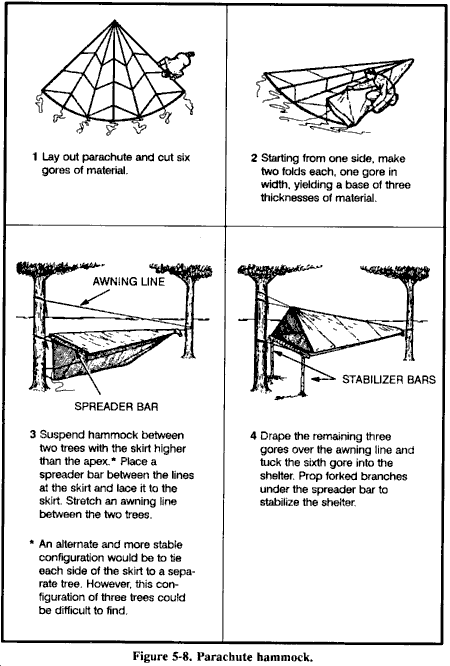 1 Lay out parachute and cut six
gores of material.
2 Starting from one side, make
two folds each, one gore in
width, yielding a base of three
thicknesses of material.
AWNING LINE
SPREADER BAR
3 Suspend hammock between
two trees with the skirt higher
than the apex.* Place a
spreader bar between the lines
at the skirt and lace it to the
skirt. Stretch an awning line
between the two trees.
* An alternate and more stable
configuration would be to tie
each side of the skirt to a sepa-
rate tree. However, this con-
figuration of three trees could
be difficult to find.
STABILIZER BARS
4 Drape the remaining three
gores over the awning line and
tuck the sixth gore into the
shelter. Prop forked branches
under the spreader bar to
stabilize the shelter.
Figure 5-8. Parachute hammock.